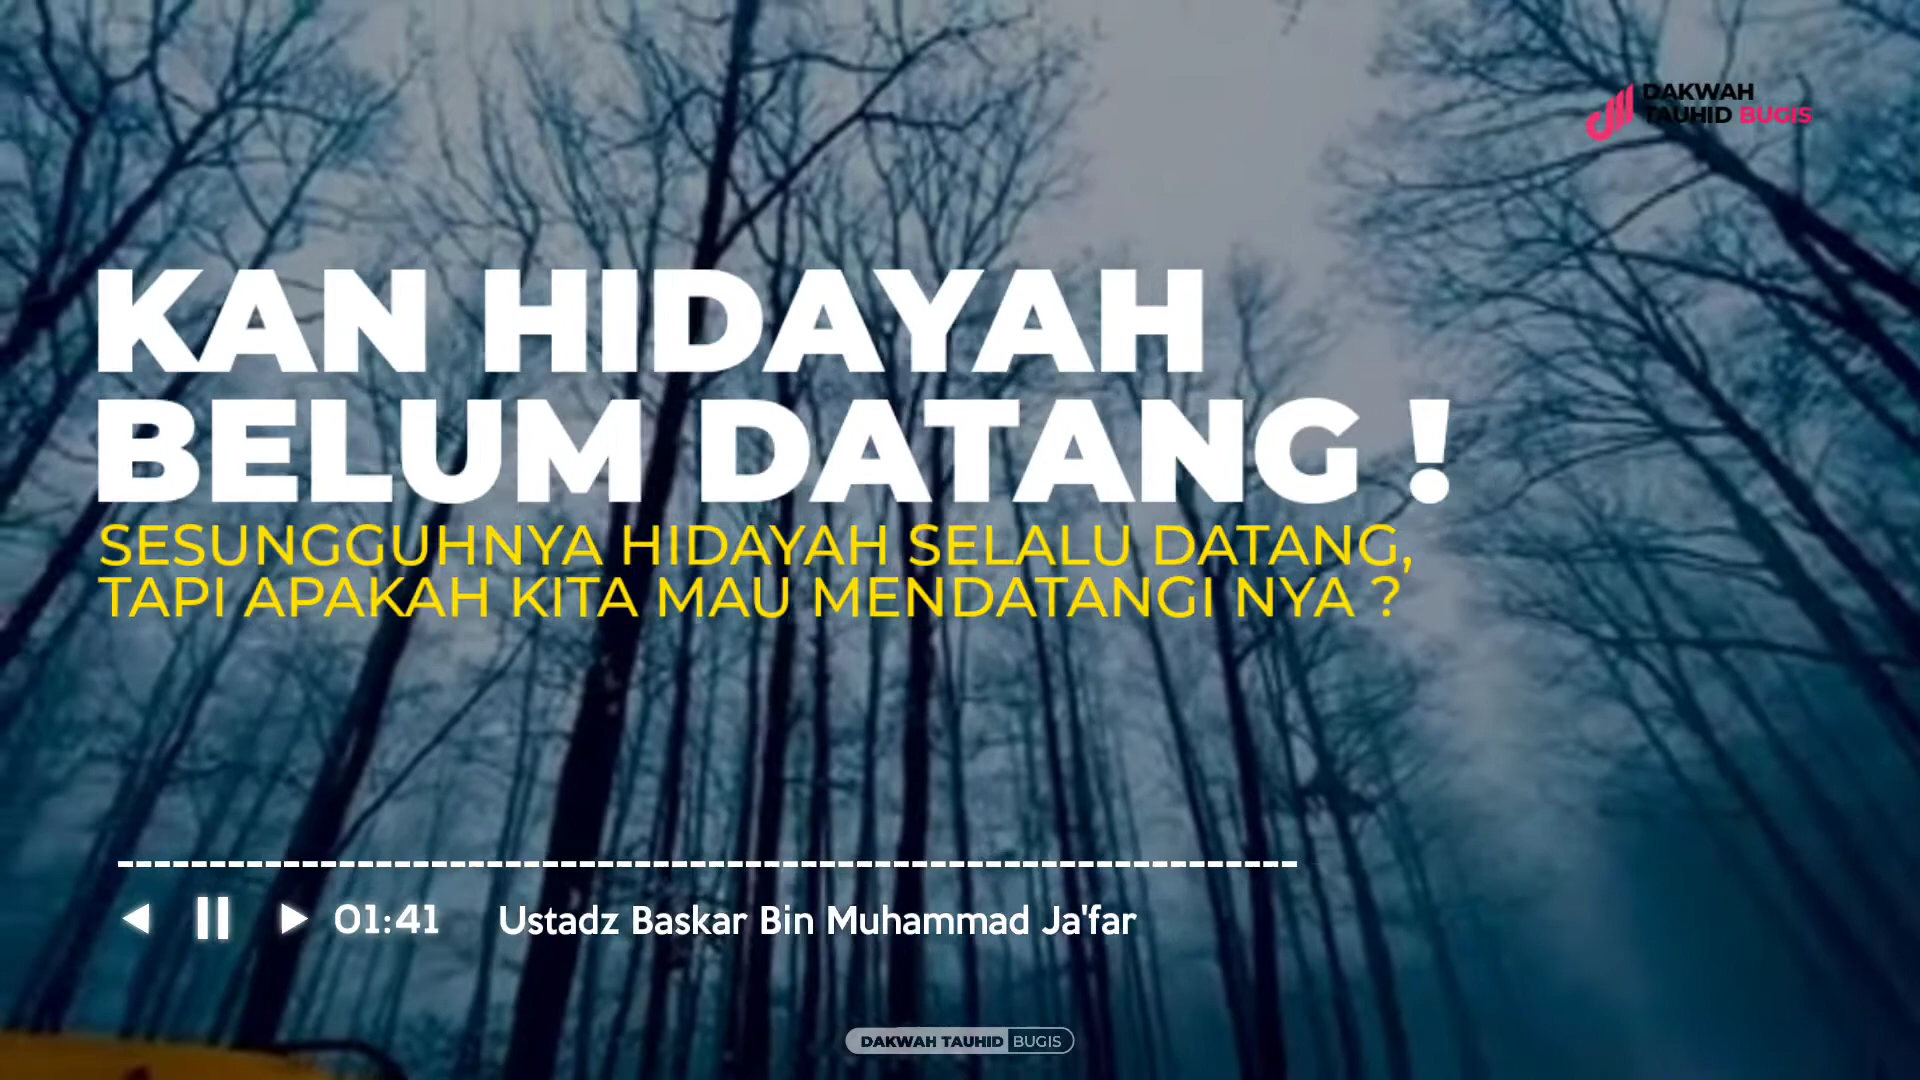 DAKWAH
TAUHID BUGIS
KAN HIDAYAH
BELUM DATANG !
SESUNGGUHNYA HIDAYAH SELALU DATANG,
TAPI APAKAH KITA MAU MENDATANGI NYA ?
01:41 Ustadz Baskar Bin Muhammad Ja'far
DAKWAH TAUHID BUGIS